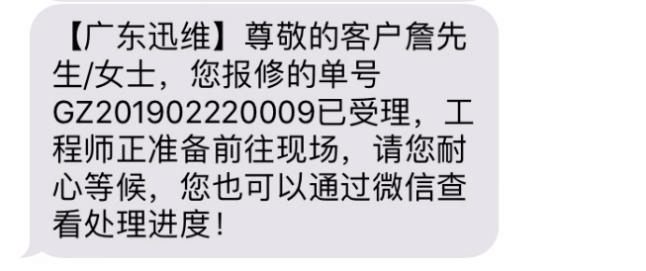 【广东迅维】尊敬的客户詹先
生/女士，您报修的单号
GZ201902220009已受理，工
程师正准备前往现场，请您耐
心等候，您也可以通过微信查
看处理进度！